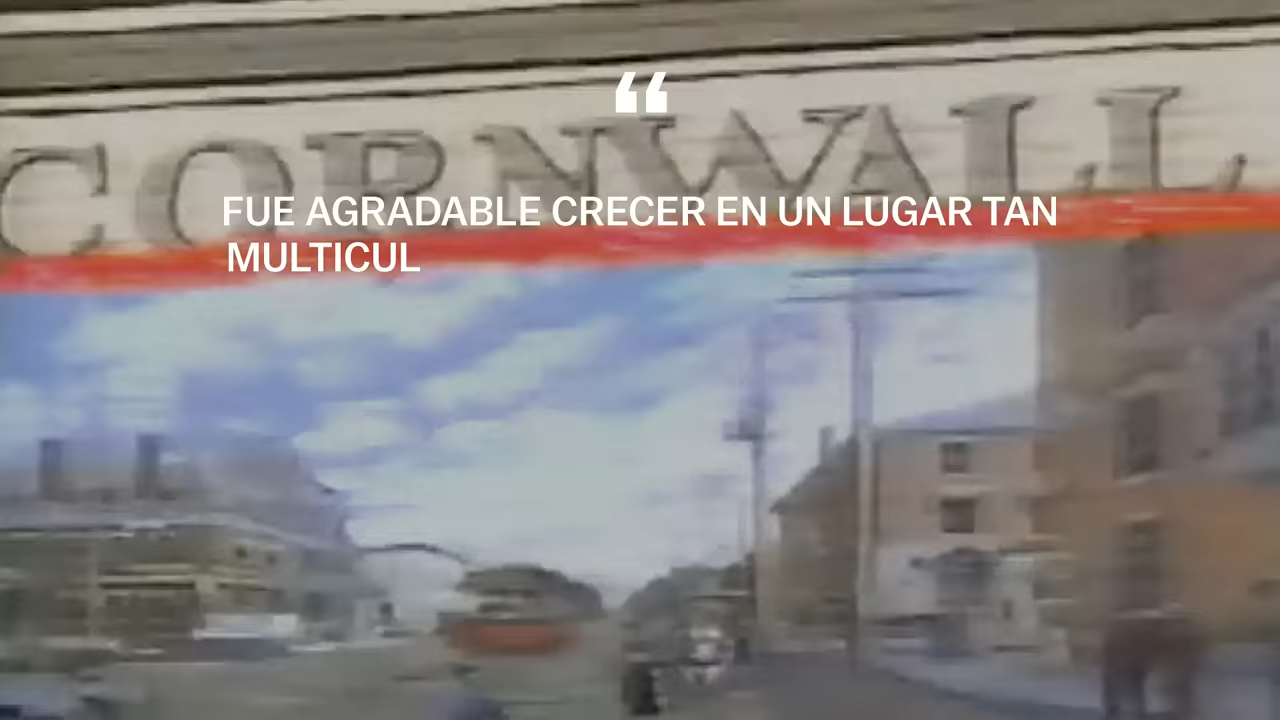 CORNWALL
“
FUE AGRADABLE CRECER EN UN LUGAR TAN
MULTICUL